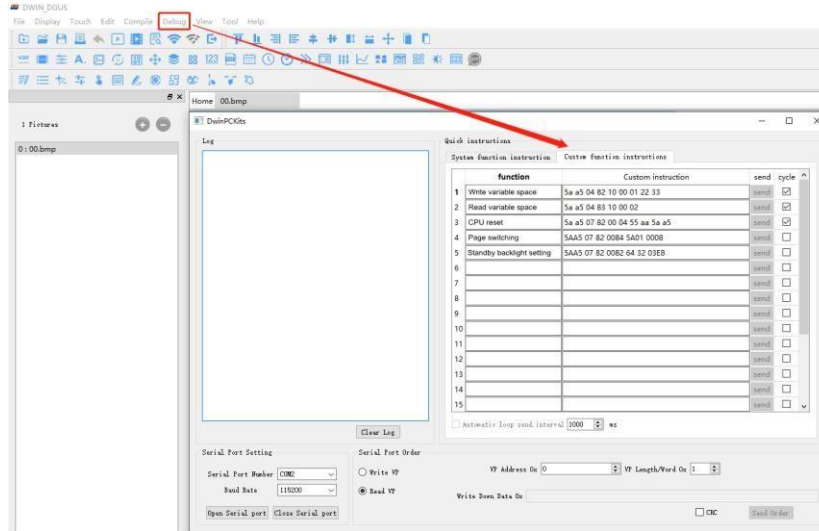 DWIN_DGUS
File Display Touch Edit Compile Debug View Tool Help
Home 00.bmp
1 Pictures
0 : 00.bmp
DwinPCKits
Log
Quick instructions
System function instruction Custom function instructions
function Custom instruction send cycle
1 Write variable space 5a a5 04 82 10 00 01 22 33 send
2 Read variable space 5a a5 04 83 10 00 02 send
3 CPU reset 5a a5 07 82 00 04 55 aa 5a a5 send
4 Page switching 5AA5 07 82 0084 5A01 0008 send
5 Standby backlight setting 5AA5 07 82 0082 64 32 03E8 send
6 send
7 send
8 send
9 send
10 send
11 send
12 send
13 send
14 send
15 send
Automatic loop send interval 1000 ms
Clear Log
Serial Port Setting
Serial Port Number COM2
Baud Rate 115200
Open Serial port Close Serial port
Serial Port Order
Write VP VP Address 0x 0 VP Length/Word 0x 1
Read VP Write Down Data 0x
CRC Send Order